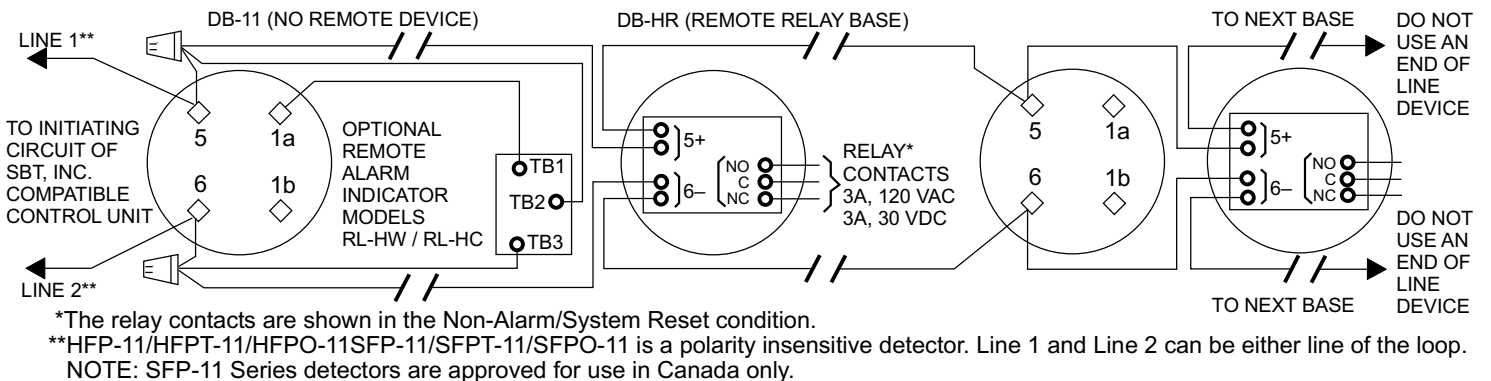 DB-11 (NO REMOTE DEVICE)
DB-HR (REMOTE RELAY BASE)
TO NEXT BASE
DO NOT
USE AN
END OF
LINE
DEVICE
LINE 1**
TO INITIATING
CIRCUIT OF
SBT, INC.
COMPATIBLE
CONTROL UNIT
LINE 2**
5
1a
6
1b
OPTIONAL
REMOTE
ALARM
INDICATOR
MODELS
RL-HW / RL-HC
TB1
TB2
TB3
5+
6–
NO
C
NC
RELAY*
CONTACTS
3A, 120 VAC
3A, 30 VDC
5
1a
6
1b
5+
6–
NO
C
NC
TO NEXT BASE
DO NOT
USE AN
END OF
LINE
DEVICE
*The relay contacts are shown in the Non-Alarm/System Reset condition.
**HFP-11/HFPT-11/HFPO-11SFP-11/SFPT-11/SFPO-11 is a polarity insensitive detector. Line 1 and Line 2 can be either line of the loop.
NOTE: SFP-11 Series detectors are approved for use in Canada only.